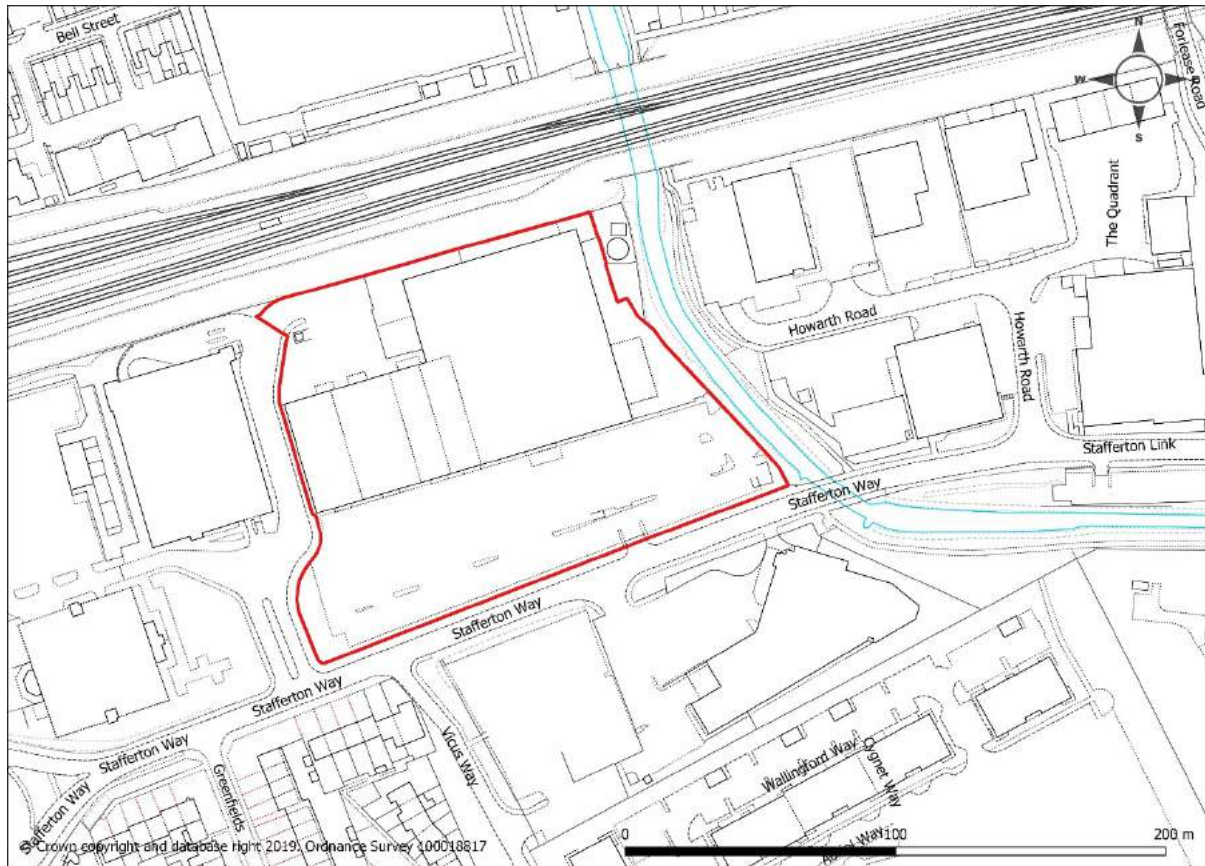 Bell Street
Forlease Road
N
W
S
The Quadrant
Howarth Road
Howarth Road
Stafferton Link
Stafferton Way
Stafferton Way
Stafferton Way
Stafferton Way
Stafferton Way
Vicus Way
Greenfields
Wallingford Way
Cygnet Way
Way
© Crown copyright and database right 2019. Ordnance Survey 100018817
0
100
200 m